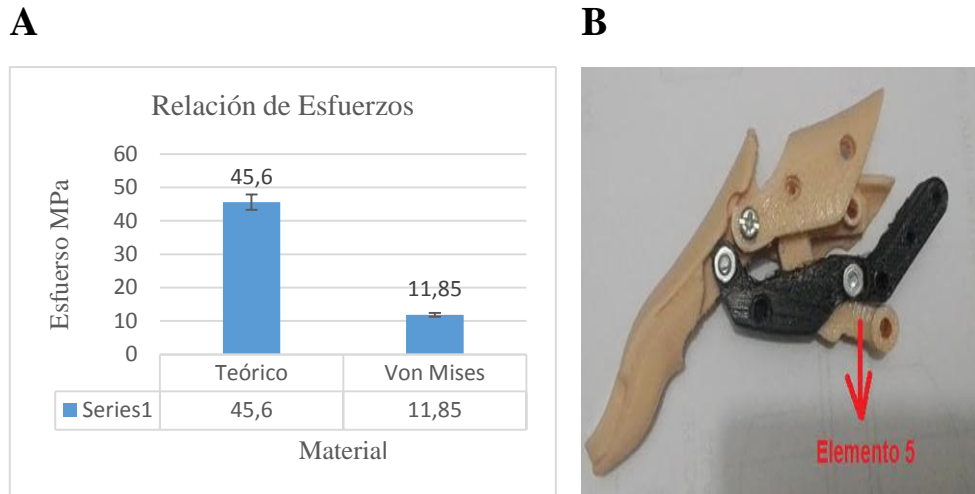 A
B
Relación de Esfuerzos
Esfuerso MPa
60
50
40
30
20
10
0
45,6
11,85
Teórico
Von Mises
Series1
45,6
11,85
Material
Elemento 5